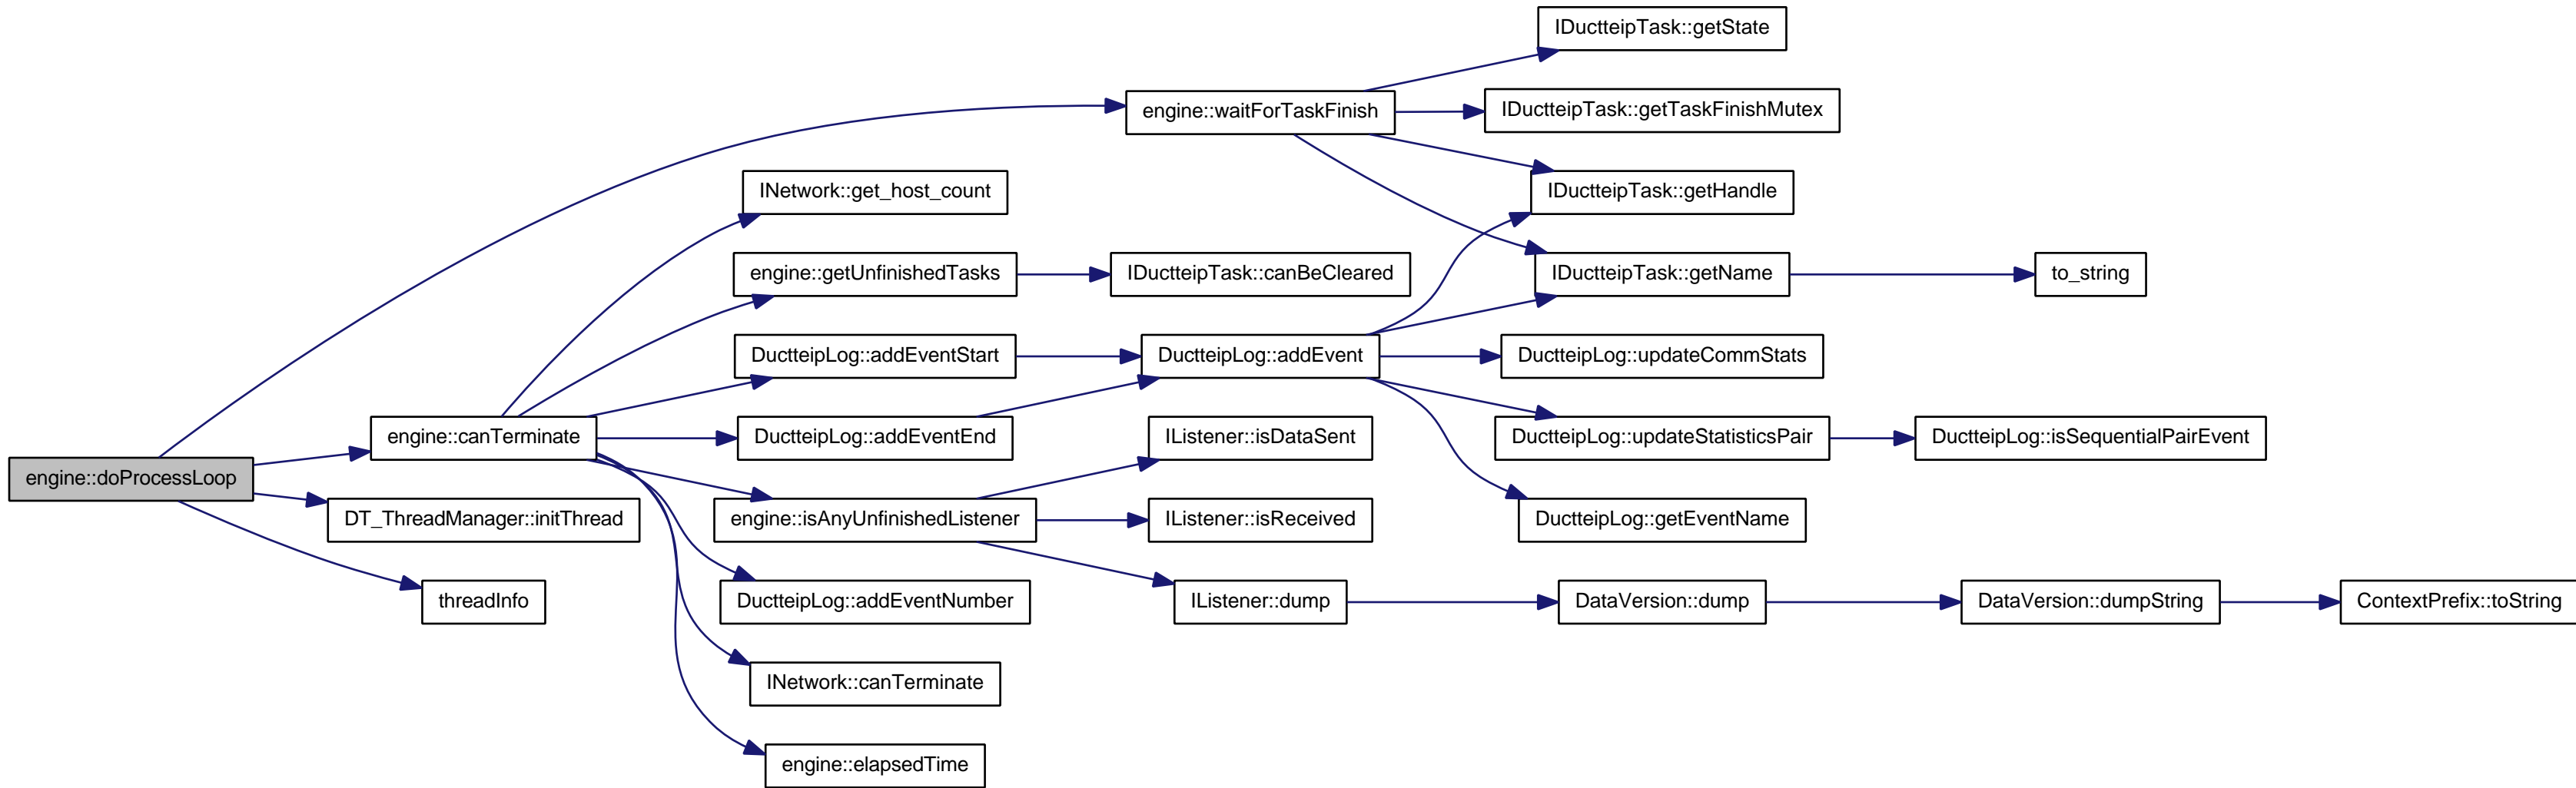 IDuctteipTask::getState
engine::waitForTaskFinish
IDuctteipTask::getTaskFinishMutex
INetwork::get_host_count
IDuctteipTask::getHandle
engine::getUnfinishedTasks
IDuctteipTask::canBeCleared
IDuctteipTask::getName
to_string
DuctteipLog::addEventStart
DuctteipLog::addEvent
DuctteipLog::updateCommStats
engine::canTerminate
DuctteipLog::addEventEnd
IListener::isDataSent
DuctteipLog::updateStatisticsPair
DuctteipLog::isSequentialPairEvent
engine::doProcessLoop
DT_ThreadManager::initThread
engine::isAnyUnfinishedListener
IListener::isReceived
DuctteipLog::getEventName
threadInfo
DuctteipLog::addEventNumber
IListener::dump
DataVersion::dump
DataVersion::dumpString
ContextPrefix::toString
INetwork::canTerminate
engine::elapsedTime